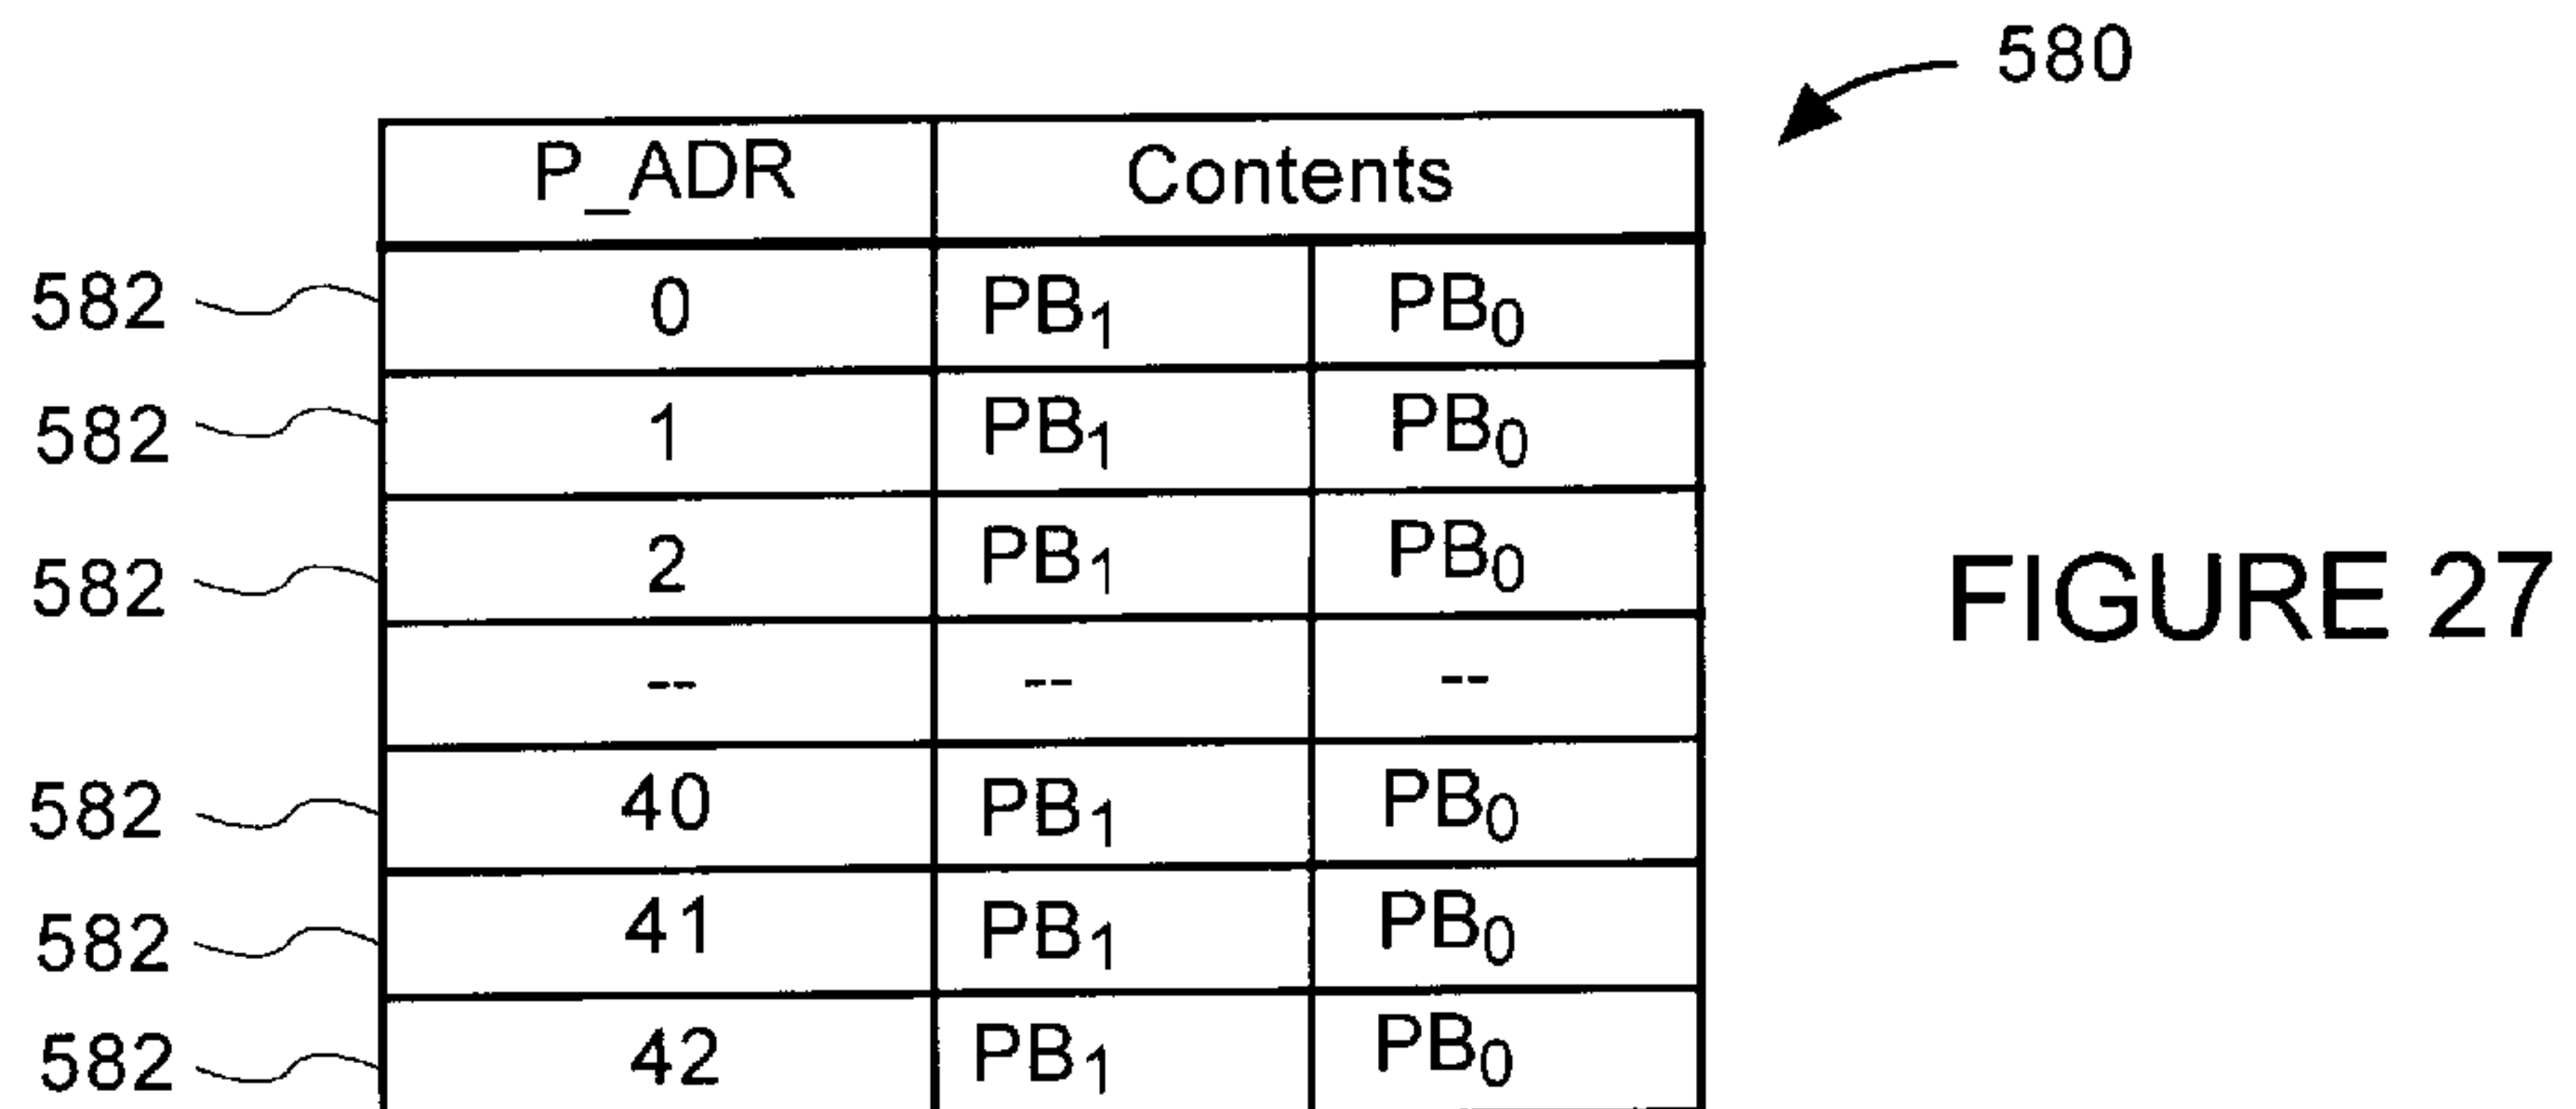 580
P_ADR Contents
582 0 PB1 PB0
582 1 PB1 PB0
582 2 PB1 PB0
FIGURE 27
-- -- --
582 40 PB1 PB0
582 41 PB1 PB0
582 42 PB1 PB0